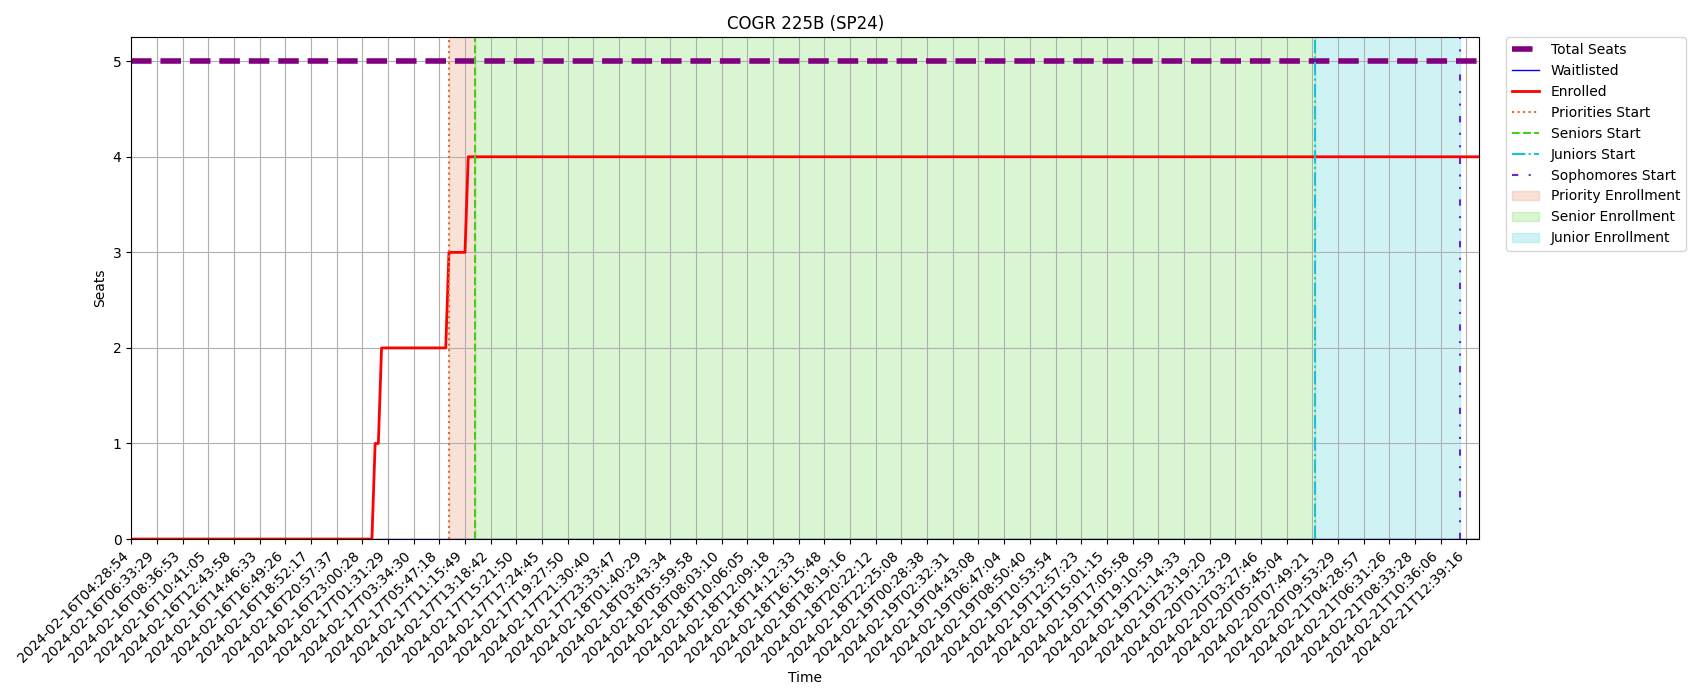 COGR 225B (SP24)
Total Seats
Waitlisted
Enrolled
Priorities Start
Seniors Start
Juniors Start
Sophomores Start
Priority Enrollment
Senior Enrollment
Junior Enrollment
5
4
3
2
1
0
Seats
2024-02-16T04:28:54
2024-02-16T06:33:29
2024-02-16T08:36:53
2024-02-16T10:41:05
2024-02-16T12:43:58
2024-02-16T14:46:33
2024-02-16T16:49:26
2024-02-16T18:52:17
2024-02-16T20:57:37
2024-02-16T23:00:28
2024-02-17T01:31:29
2024-02-17T03:34:30
2024-02-17T05:47:18
2024-02-17T11:15:49
2024-02-17T13:18:42
2024-02-17T15:21:50
2024-02-17T17:24:45
2024-02-17T19:27:50
2024-02-17T21:30:40
2024-02-17T23:33:47
2024-02-18T01:40:29
2024-02-18T03:43:34
2024-02-18T05:59:58
2024-02-18T08:03:10
2024-02-18T10:06:05
2024-02-18T12:09:18
2024-02-18T14:12:33
2024-02-18T16:15:48
2024-02-18T18:19:16
2024-02-18T20:22:12
2024-02-18T22:25:08
2024-02-19T00:28:38
2024-02-19T02:32:31
2024-02-19T04:43:08
2024-02-19T06:47:04
2024-02-19T08:50:40
2024-02-19T10:53:54
2024-02-19T12:57:23
2024-02-19T15:01:15
2024-02-19T17:05:58
2024-02-19T19:10:59
2024-02-19T21:14:33
2024-02-19T23:19:20
2024-02-20T01:23:29
2024-02-20T03:27:46
2024-02-20T05:45:04
2024-02-20T07:49:21
2024-02-20T09:53:29
2024-02-21T04:28:57
2024-02-21T06:31:26
2024-02-21T08:33:28
2024-02-21T10:36:06
2024-02-21T12:39:16
Time